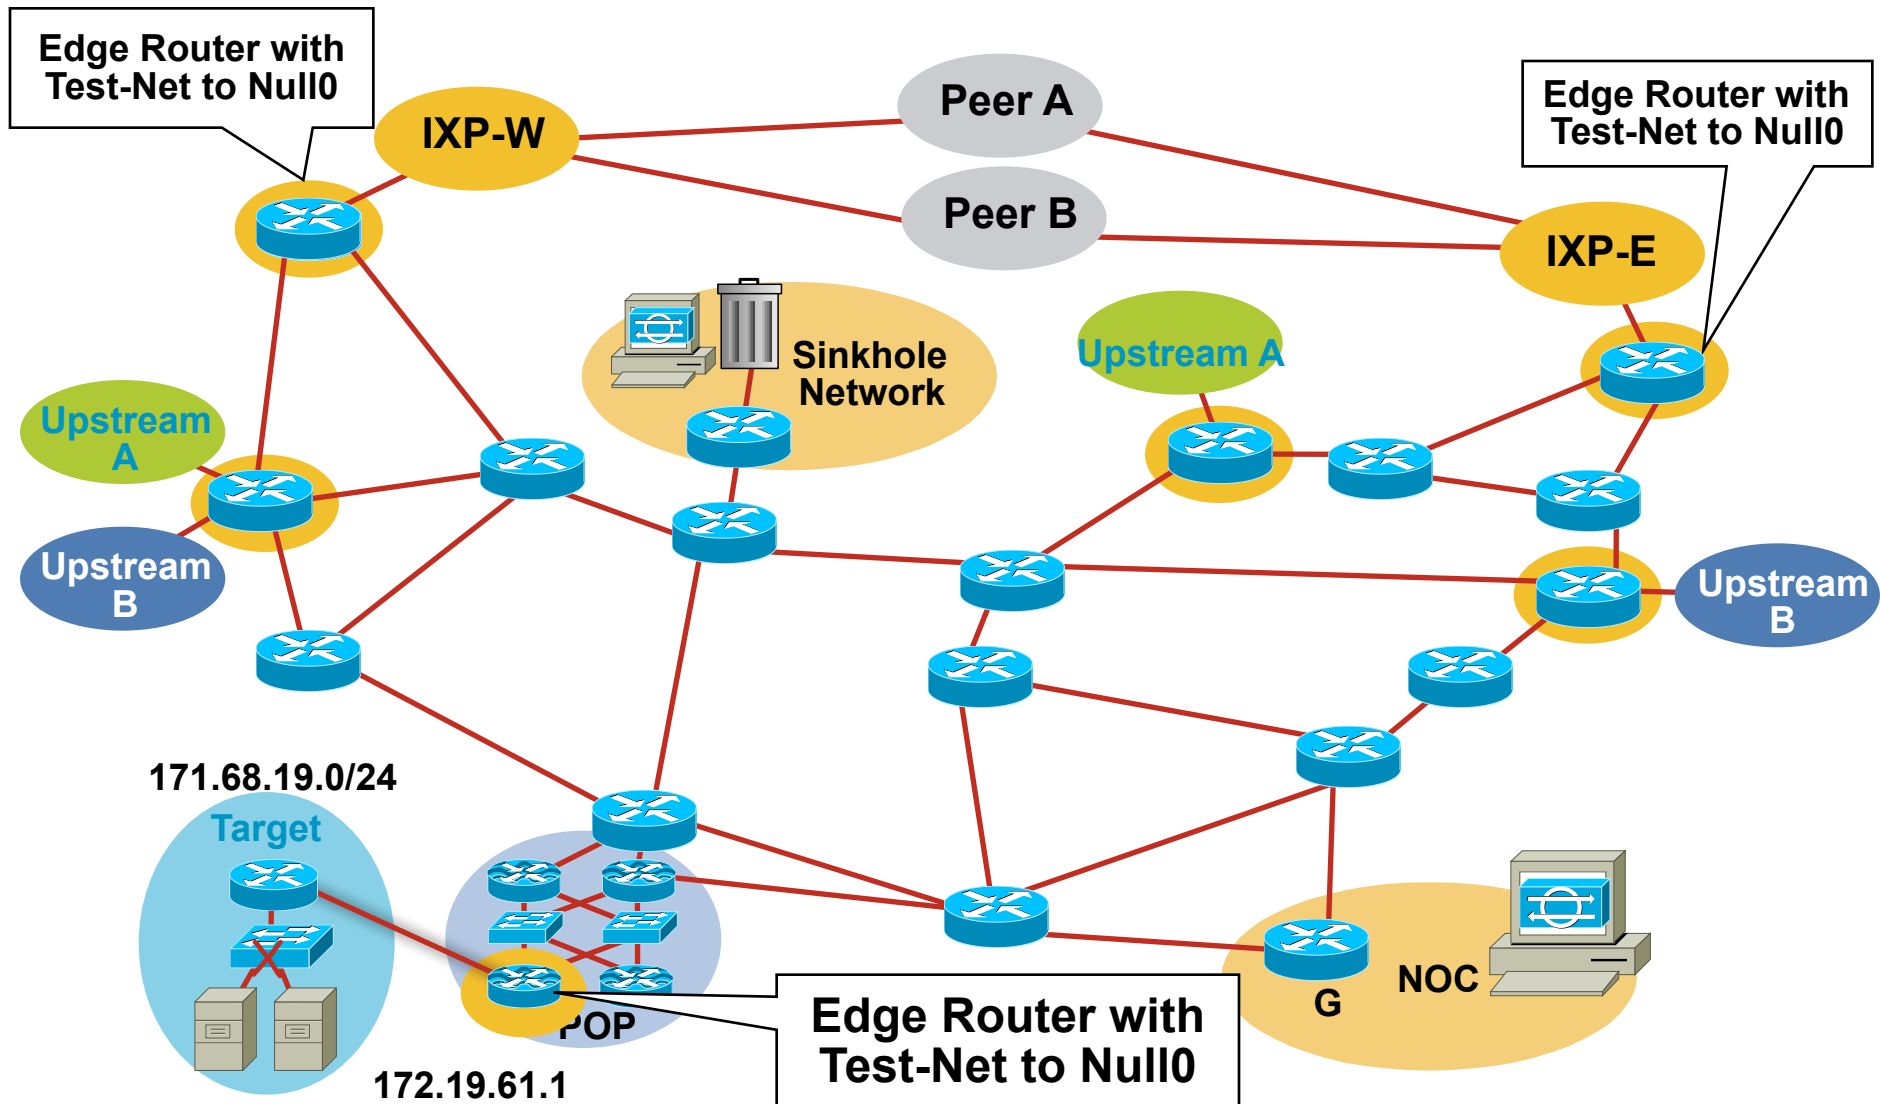 Edge Router with
Test-Net to Null0
IXP-W
Peer A
Edge Router with
Test-Net to Null0
Peer B
IXP-E
Sinkhole
Network
Upstream A
Upstream
A
Upstream
B
Upstream
B
171.68.19.0/24
Target
POP
G
NOC
Edge Router with
Test-Net to Null0
172.19.61.1